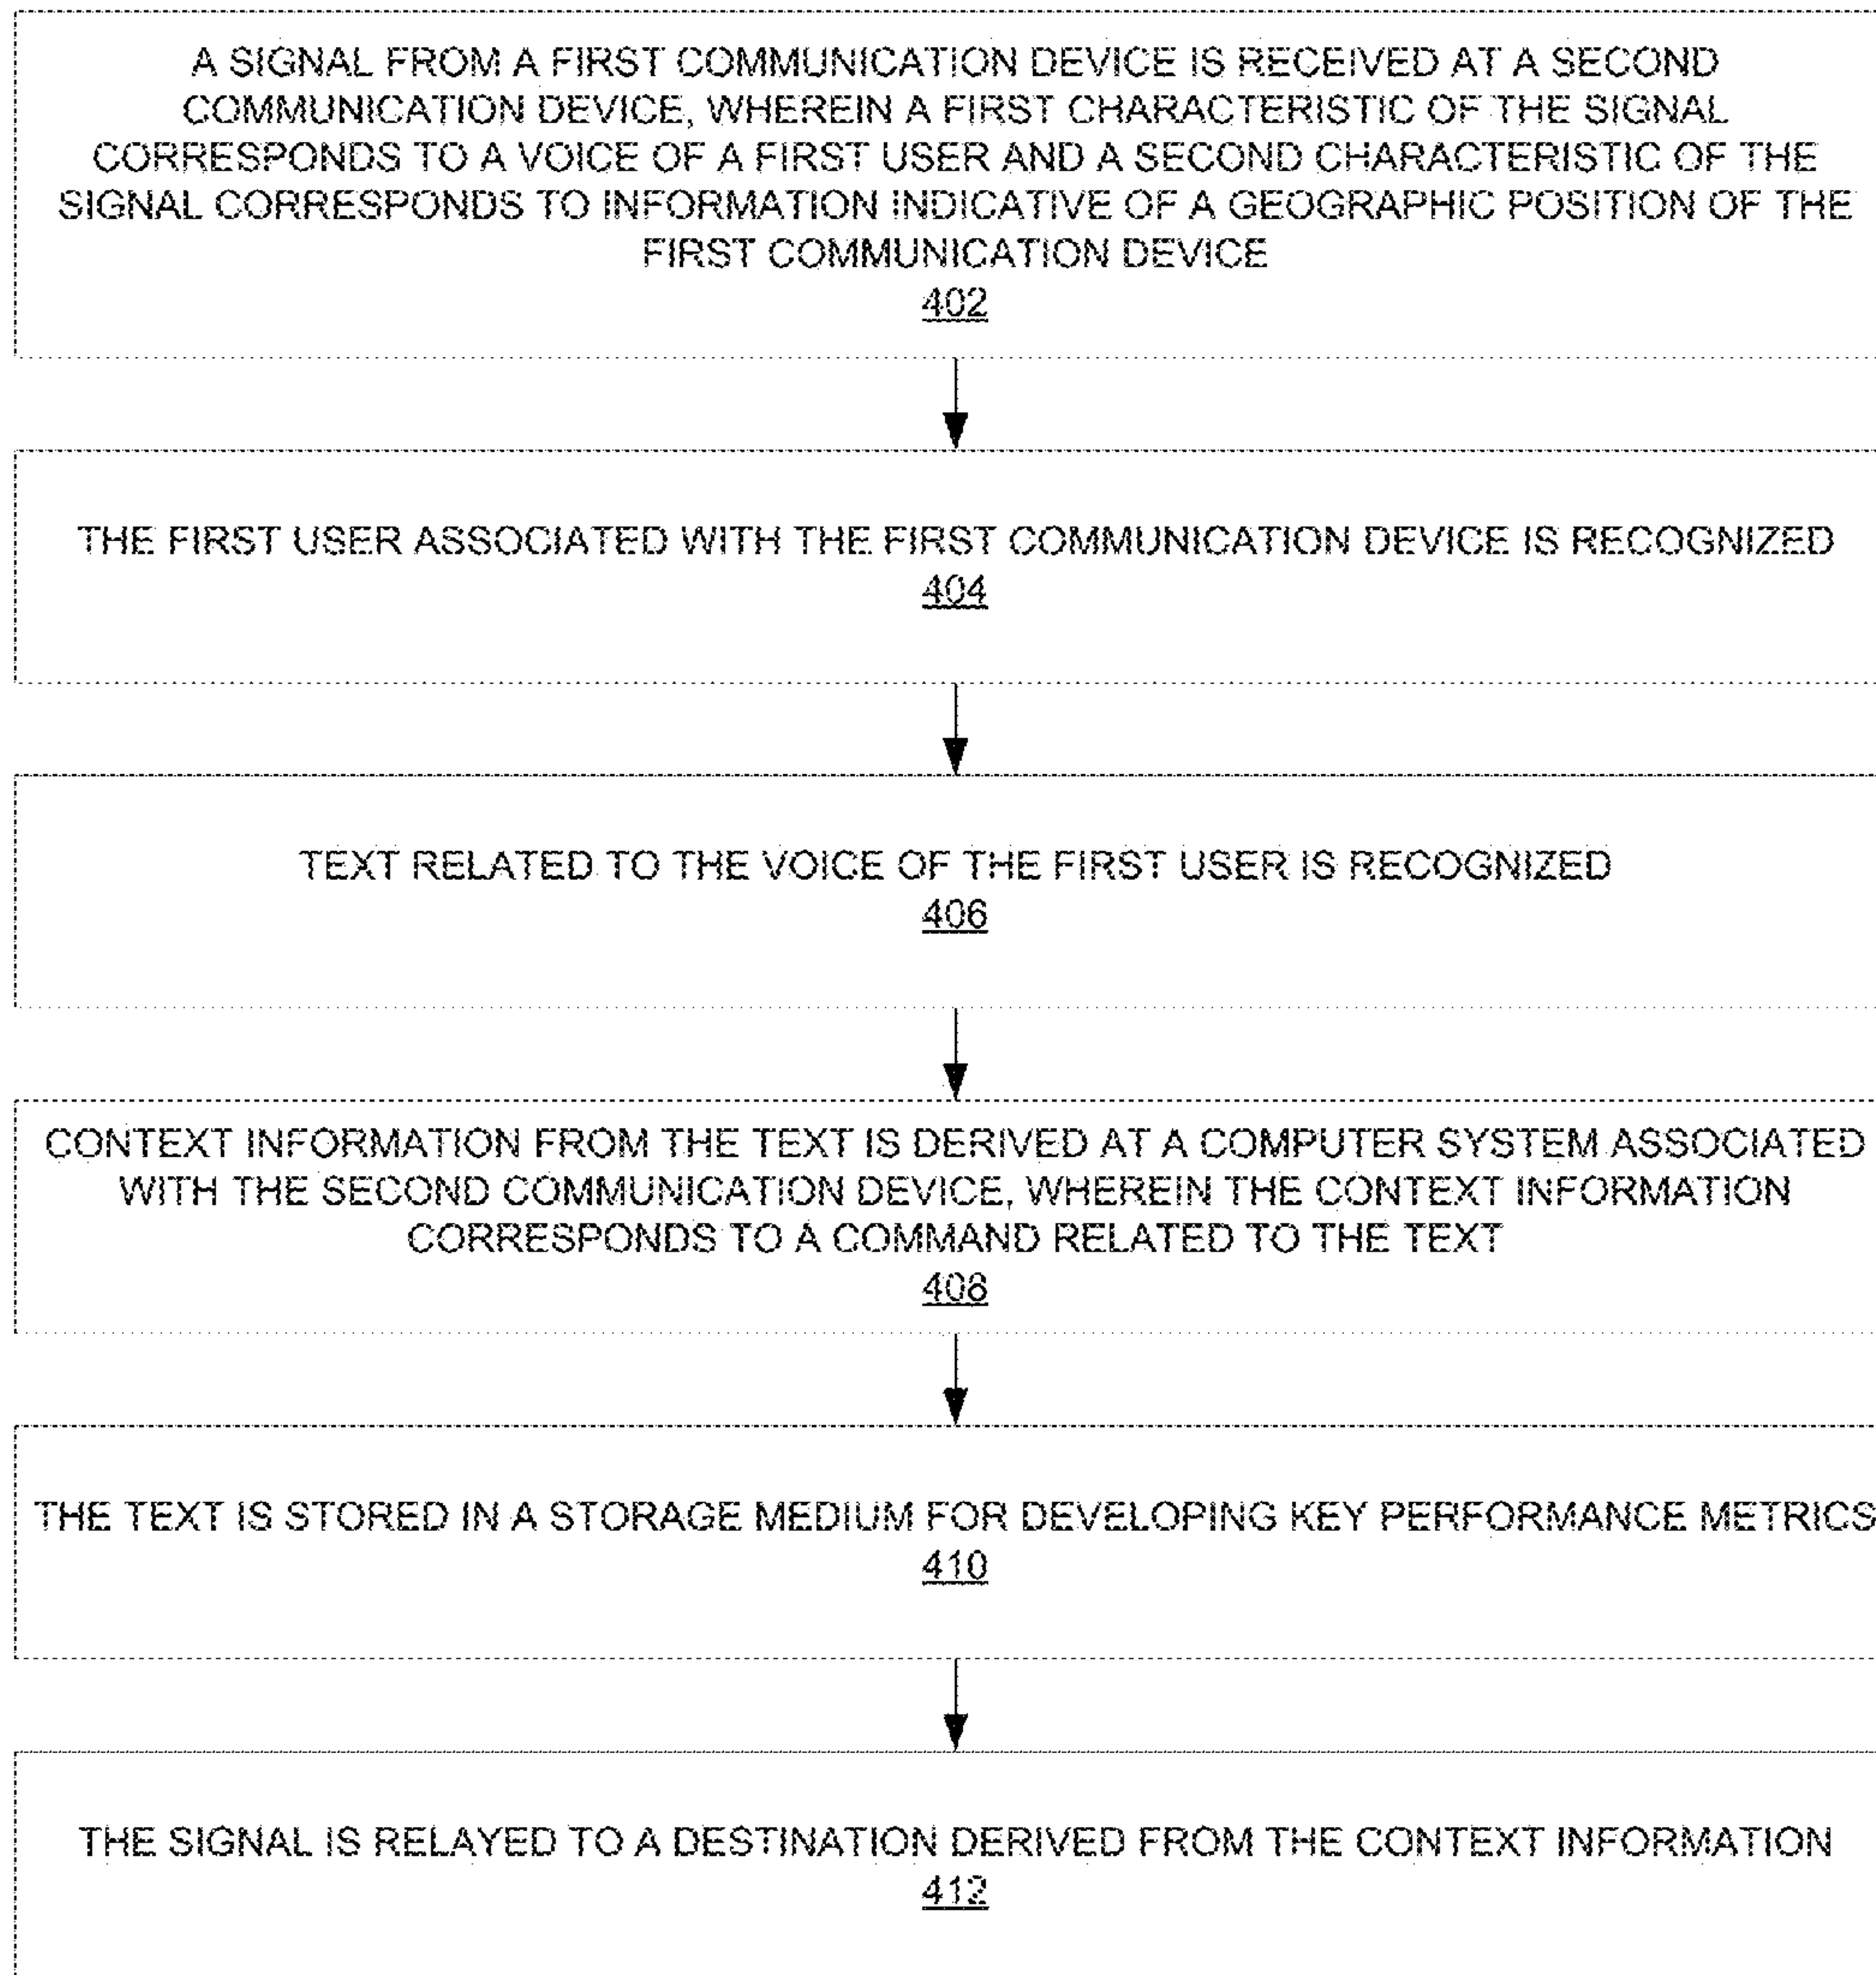 A SIGNAL FROM A FIRST COMMUNICATION DEVICE IS RECEIVED AT A SECOND
COMMUNICATION DEVICE, WHEREIN A FIRST CHARACTERISTIC OF THE SIGNAL
CORRESPONDS TO A VOICE OF A FIRST USER AND A SECOND CHARACTERISTIC OF THE
SIGNAL CORRESPONDS TO INFORMATION INDICATIVE OF A GEOGRAPHIC POSITION OF THE
FIRST COMMUNICATION DEVICE
402
THE FIRST USER ASSOCIATED WITH THE FIRST COMMUNICATION DEVICE IS RECOGNIZED
404
TEXT RELATED TO THE VOICE OF THE FIRST USER IS RECOGNIZED
406
CONTEXT INFORMATION FROM THE TEXT IS DERIVED AT A COMPUTER SYSTEM ASSOCIATED
WITH THE SECOND COMMUNICATION DEVICE, WHEREIN THE CONTEXT INFORMATION
CORRESPONDS TO A COMMAND RELATED TO THE TEXT
408
THE TEXT IS STORED IN A STORAGE MEDIUM FOR DEVELOPING KEY PERFORMANCE METRICS
410
THE SIGNAL IS RELAYED TO A DESTINATION DERIVED FROM THE CONTEXT INFORMATION
412